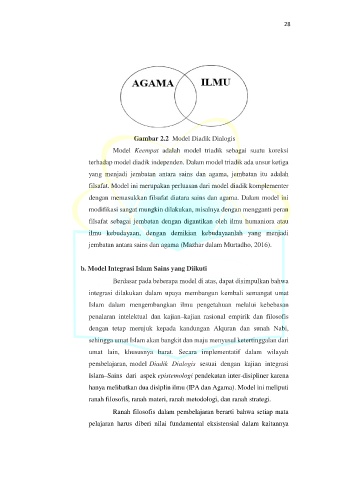 28
AGAMA ILMU
Gambar 2.2 Model Diadik Dialogis
Model Keempat adalah model triadik sebagai suatu koreksi
terhadap model diadik independen. Dalam model triadik ada unsur ketiga
yang menjadi jembatan antara sains dan agama, jembatan itu adalah
filsafat. Model ini merupakan perluasan dari model diadik komplementer
dengan memasukkan filsafat diatara sains dan agama. Dalam model ini
modifikasi sangat mungkin dilakukan, misalnya dengan mengganti peran
filsafat sebagai jembatan dengan digantikan oleh ilmu humaniora atau
ilmu kebudayaan, dengan demikian kebudayaanlah yang menjadi
jembatan antara sains dan agama (Mazhar dalam Murtadho, 2016).
b. Model Integrasi Islam Sains yang Diikuti
Berdasar pada beberapa model di atas, dapat disimpulkan bahwa
integrasi dilakukan dalam upaya membangun kembali semangat umat
Islam dalam mengembangkan ilmu pengetahuan melalui kebebasan
penalaran intelektual dan kajian–kajian rasional empirik dan filosofis
dengan tetap merujuk kepada kandungan Alquran dan sunah Nabi,
sehingga umat Islam akan bangkit dan maju menyusul ketertinggalan dari
umat lain, khususnya barat. Secara implementatif dalam wilayah
pembelajaran, model Diadik Dialogis sesuai dengan kajian integrasi
Islam–Sains dari aspek epistemologi pendekatan inter-disipliner karena
hanya melibatkan dua disiplin ilmu (IPA dan Agama). Model ini meliputi
ranah filosofis, ranah materi, ranah metodologi, dan ranah strategi.
Ranah filosofis dalam pembelajaran berarti bahwa setiap mata
pelajaran harus diberi nilai fundamental eksistensial dalam kaitannya